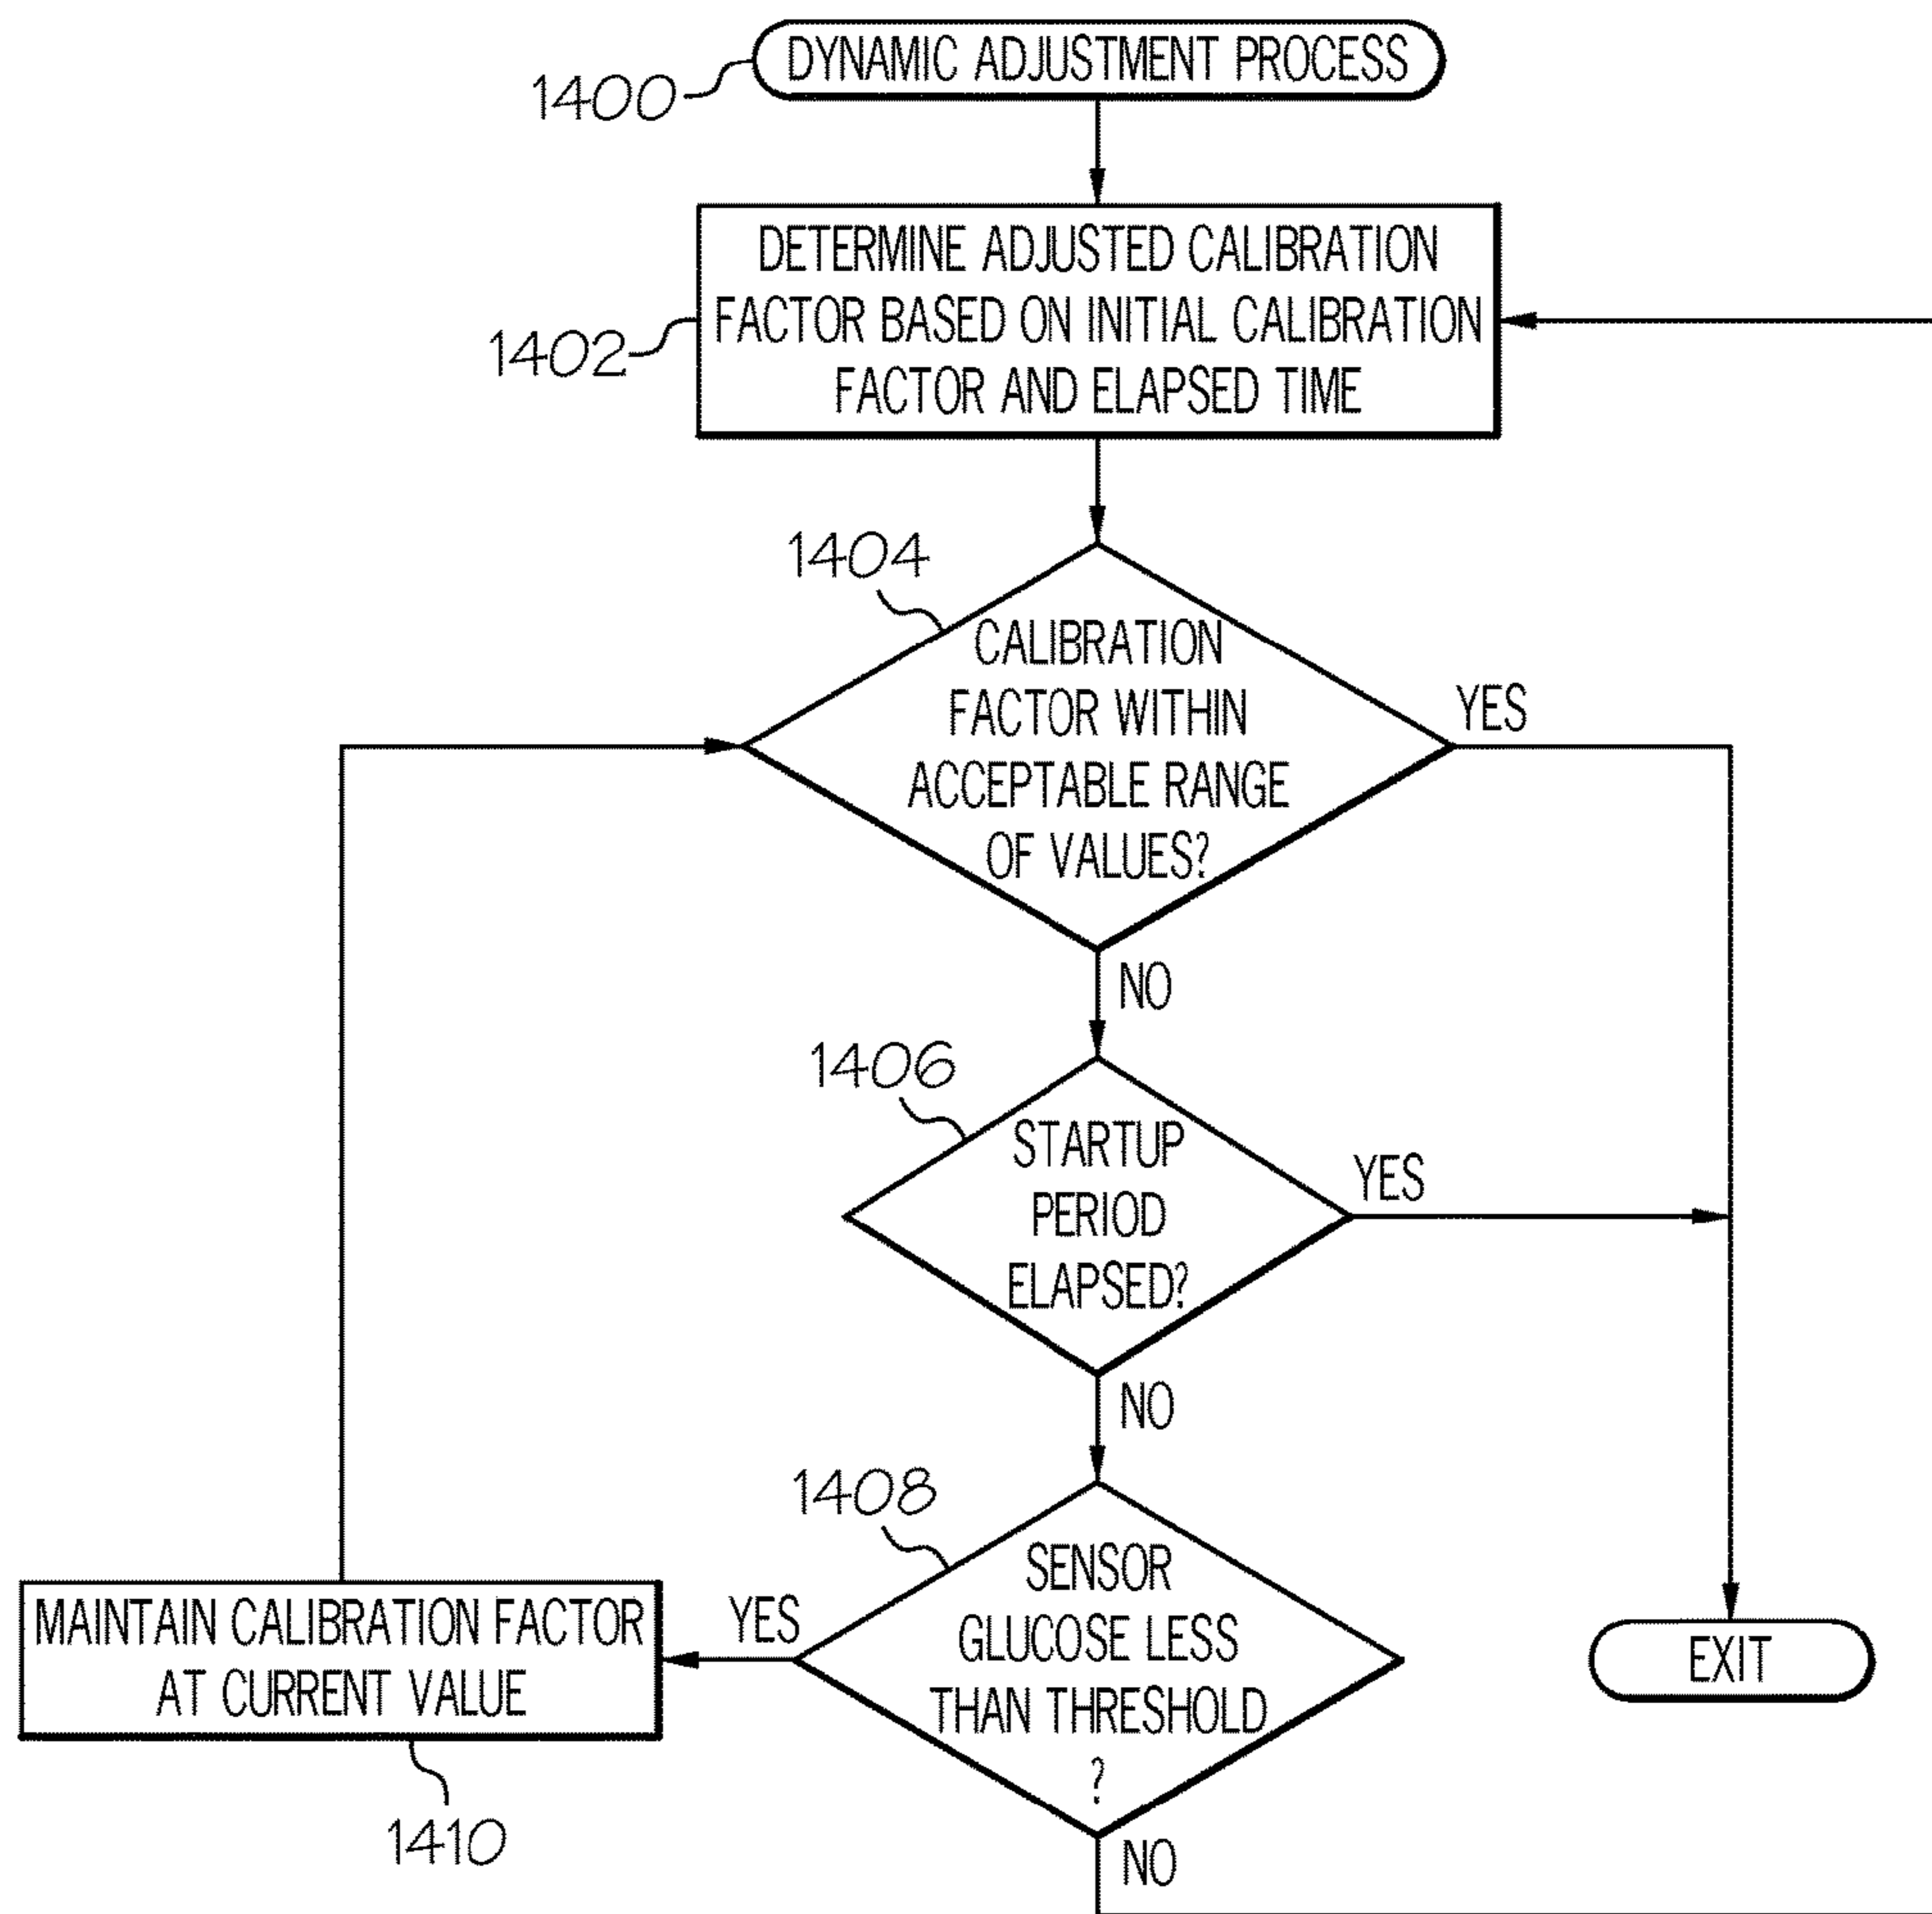 DYNAMIC ADJUSTMENT PROCESS
1400
DETERMINE ADJUSTED CALIBRATION
FACTOR BASED ON INITIAL CALIBRATION
FACTOR AND ELAPSED TIME
1402
1404
CALIBRATION
FACTOR WITHIN
ACCEPTABLE RANGE
OF VALUES?
YES
NO
1406
STARTUP
PERIOD
ELAPSED?
YES
NO
1408
SENSOR
GLUCOSE LESS
THAN THRESHOLD
?
YES
NO
MAINTAIN CALIBRATION FACTOR
AT CURRENT VALUE
1410
EXIT